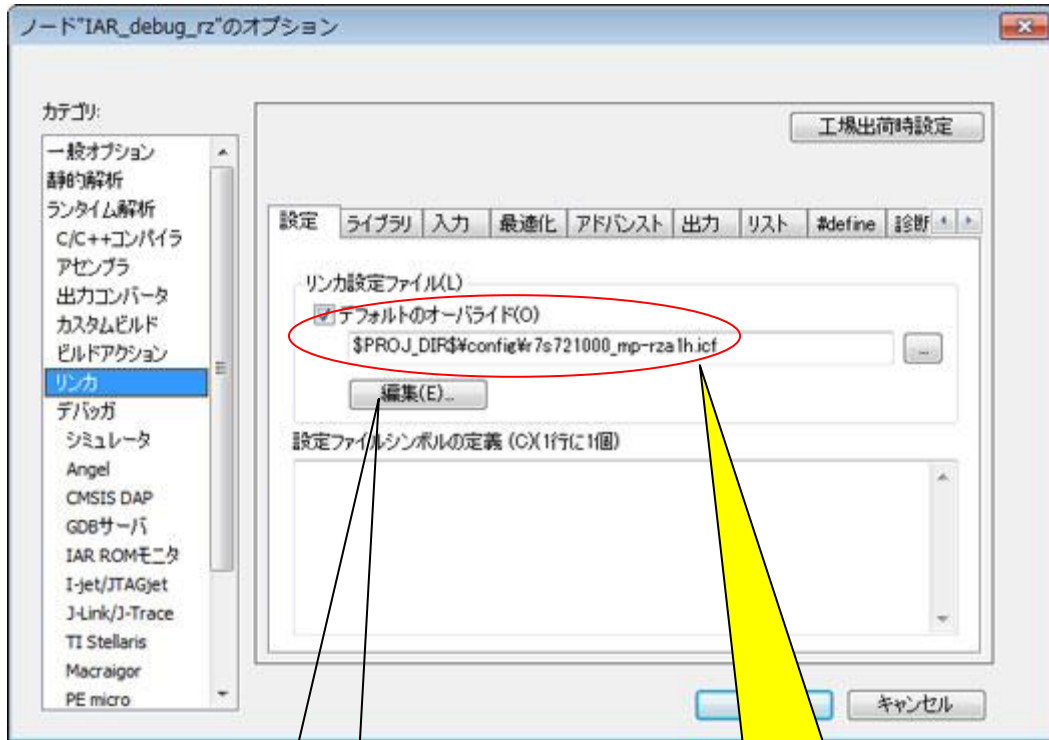 ノード"IAR_debug_rz"のオプション
カテゴリ:
一般オプション
静的解析
ランタイム解析
C/C++コンパイラ
アセンブラ
出力コンバータ
カスタムビルド
ビルドアクション
リンカ
デバッガ
シミュレータ
Angel
CMSIS DAP
GDBサーバ
IAR ROMモニタ
I-jet/JTAGjet
J-Link/J-Trace
TI Stellaris
Macraigor
PE micro
工場出荷時設定
設定 ライブラリ 入力 最適化 アドバンスト 出力 リスト #define 診断
リンカ設定ファイル(L)
デフォルトのオーバライド(O)
$PROJ_DIR$¥config¥r7s721000_mp-rza1h.icf
...
編集(E)...
設定ファイルシンボルの定義 (C)(1行に1個)
キャンセル